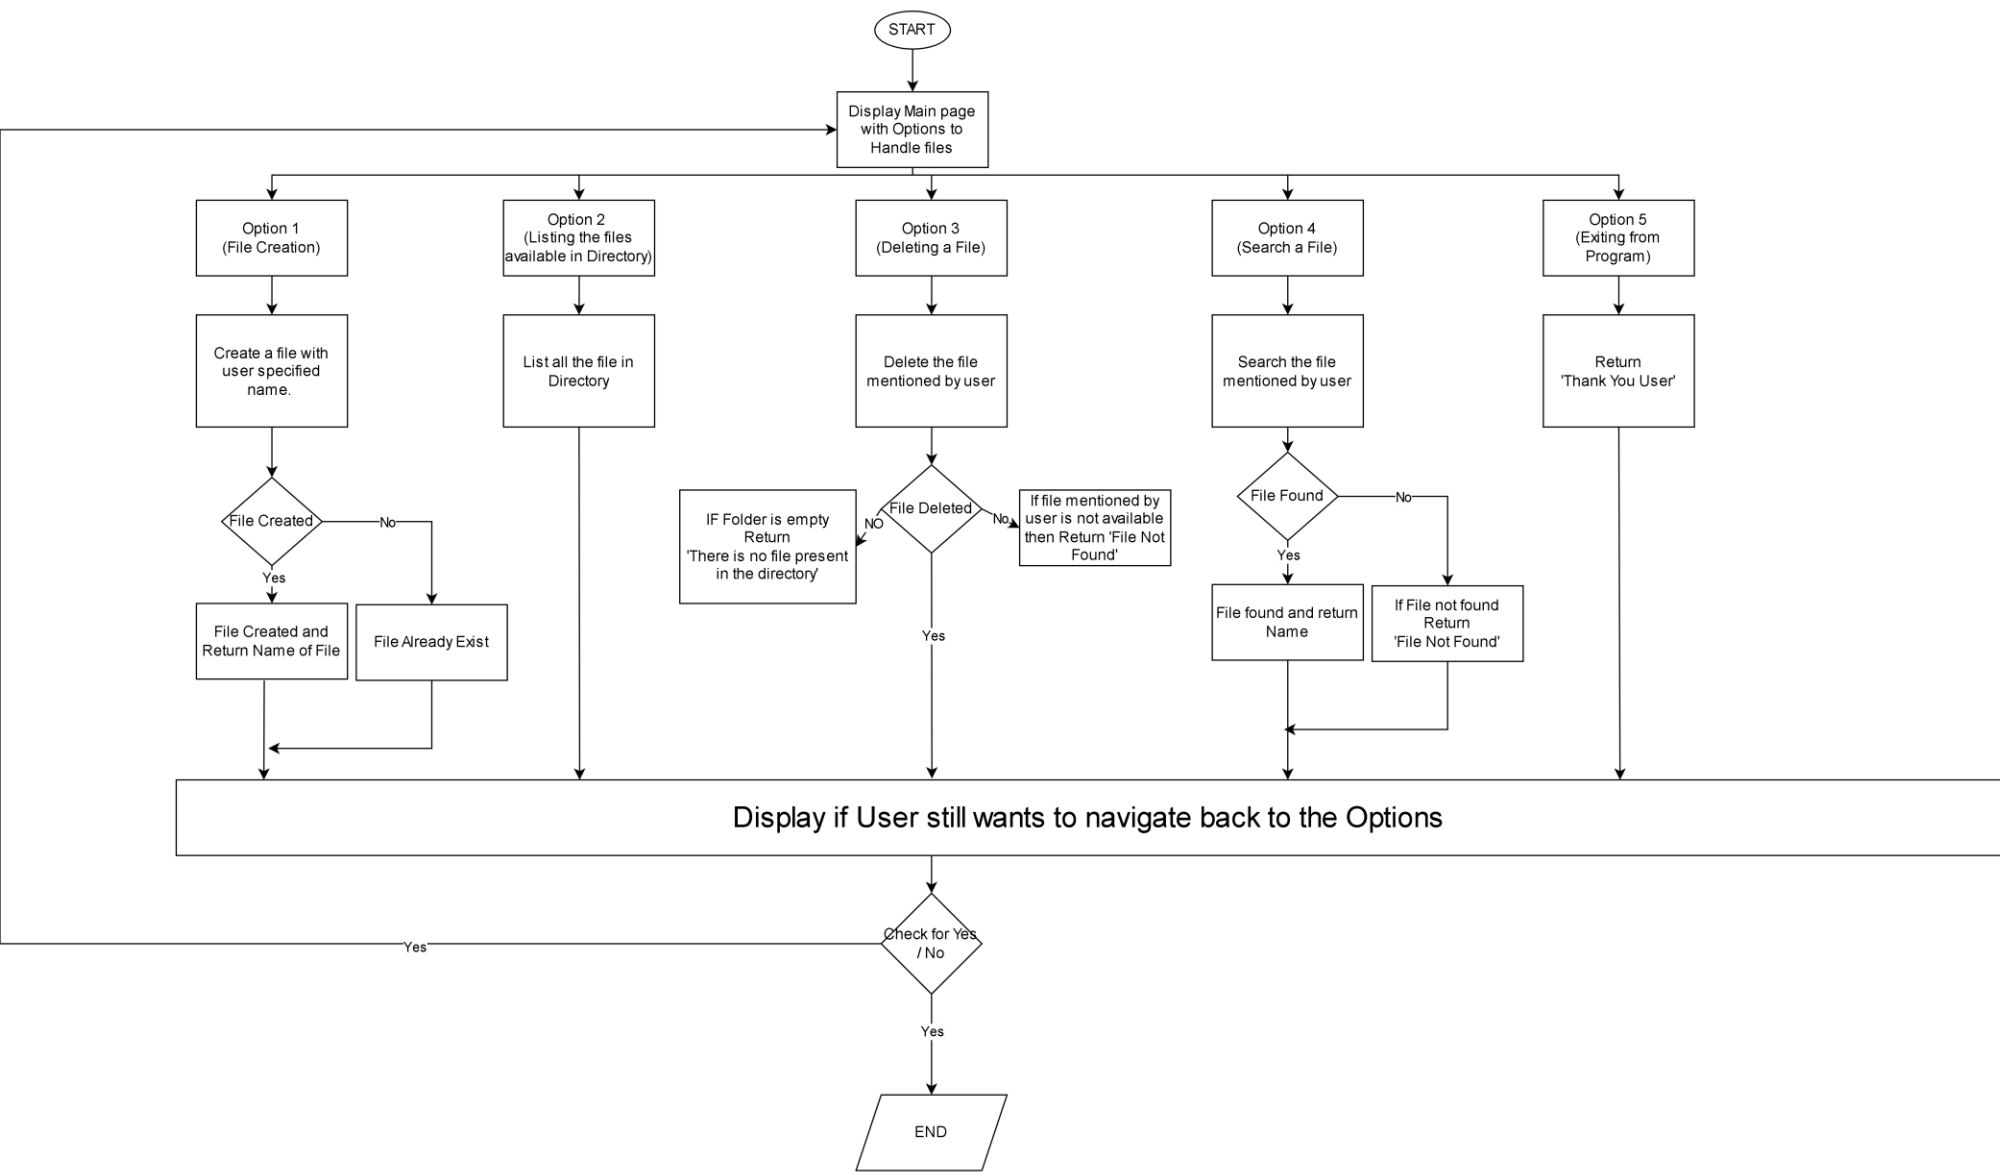 START
Display Main page
with Options to
Handle files
Option 1
(File Creation)
Option 2
(Listing the files
available in Directory)
Option 3
(Deleting a File)
Option 4
(Search a File)
Option 5
(Exiting from
Program)
Create a file with
user specified
name.
List all the file in
Directory
Delete the file
mentioned by user
Search the file
mentioned by user
Return
'Thank You User'
File Created
No
Yes
File Created and
Return Name of File
File Already Exist
IF Folder is empty
Return
'There is no file present
in the directory'
NO
File Deleted
No
If file mentioned by
user is not available
then Return 'File Not
Found'
Yes
File Found
No
Yes
File found and return
Name
If File not found
Return
'File Not Found'
Display if User still wants to navigate back to the Options
Check for Yes
/ No
Yes
Yes
END